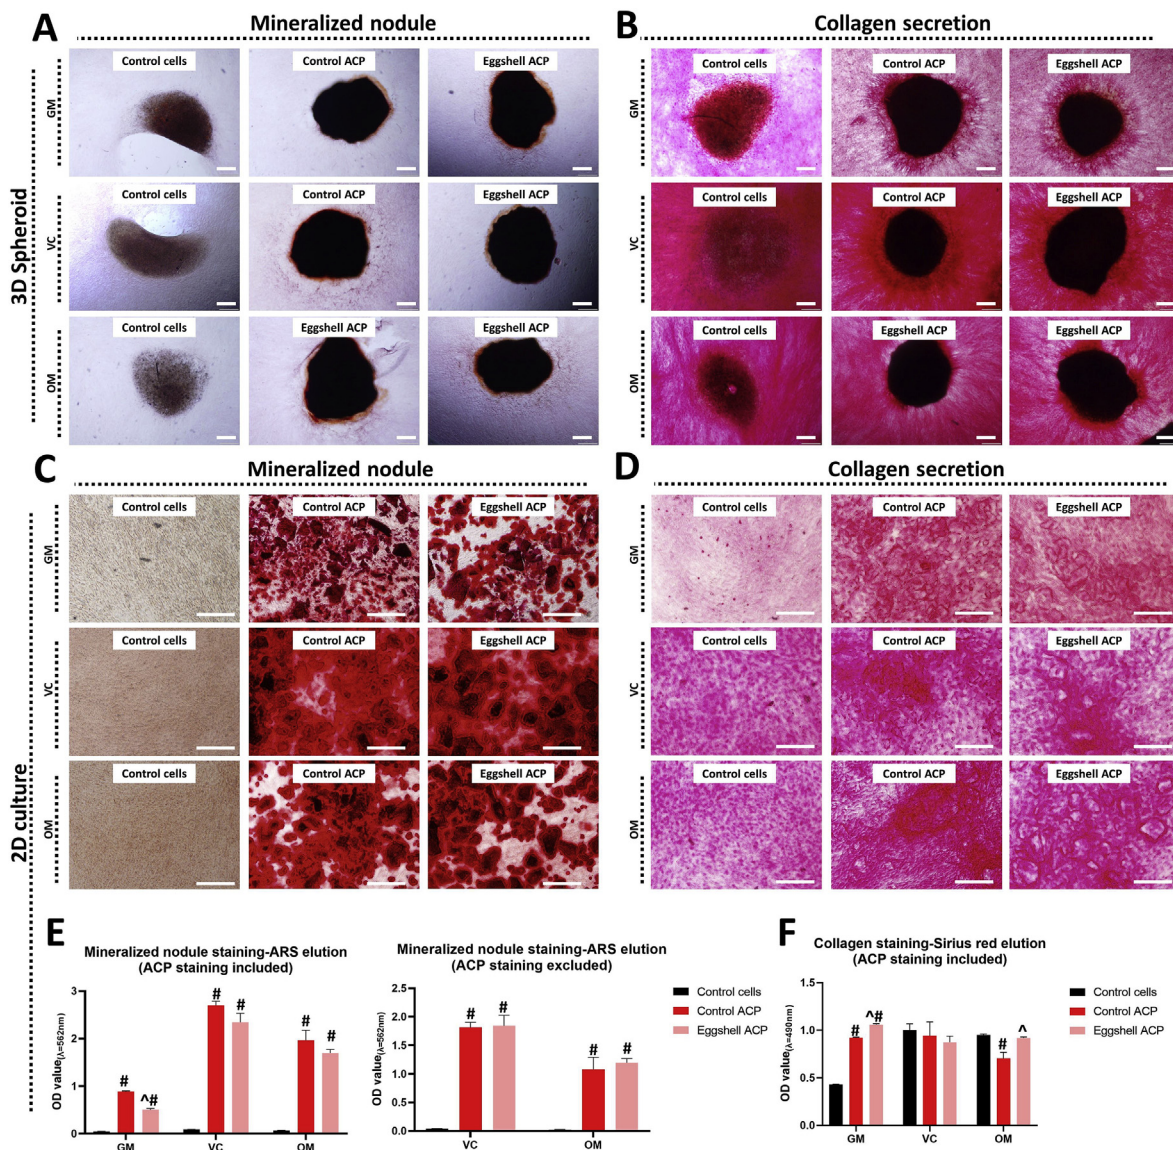 A
Mineralized nodule
B
Collagen secretion
3D Spheroid
GM
Control cells
Control ACP
Eggshell ACP
GM
Control cells
Control ACP
Eggshell ACP
VC
Control cells
Control ACP
Eggshell ACP
VC
Control cells
Control ACP
Eggshell ACP
OM
Control cells
Eggshell ACP
Eggshell ACP
OM
Control cells
Eggshell ACP
Eggshell ACP
C
Mineralized nodule
D
Collagen secretion
2D culture
GM
Control cells
Control ACP
Eggshell ACP
GM
Control cells
Control ACP
Eggshell ACP
VC
Control cells
Control ACP
Eggshell ACP
VC
Control cells
Control ACP
Eggshell ACP
OM
Control cells
Control ACP
Eggshell ACP
OM
Control cells
Control ACP
Eggshell ACP
E
Mineralized nodule staining-ARS elution
(ACP staining included)
OD value(λ=562nm)
3
2
1
0
#
^#
#
#
#
#
GM
VC
OM
Mineralized nodule staining-ARS elution
(ACP staining excluded)
OD value(λ=562nm)
2.5
2.0
1.5
1.0
0.5
0.0
#
#
#
#
VC
OM
Control cells
Control ACP
Eggshell ACP
F
Collagen staining-Sirius red elution
(ACP staining included)
OD value(λ=490nm)
1.5
1.0
0.5
0.0
#
^#
#
^
GM
VC
OM
Control cells
Control ACP
Eggshell ACP